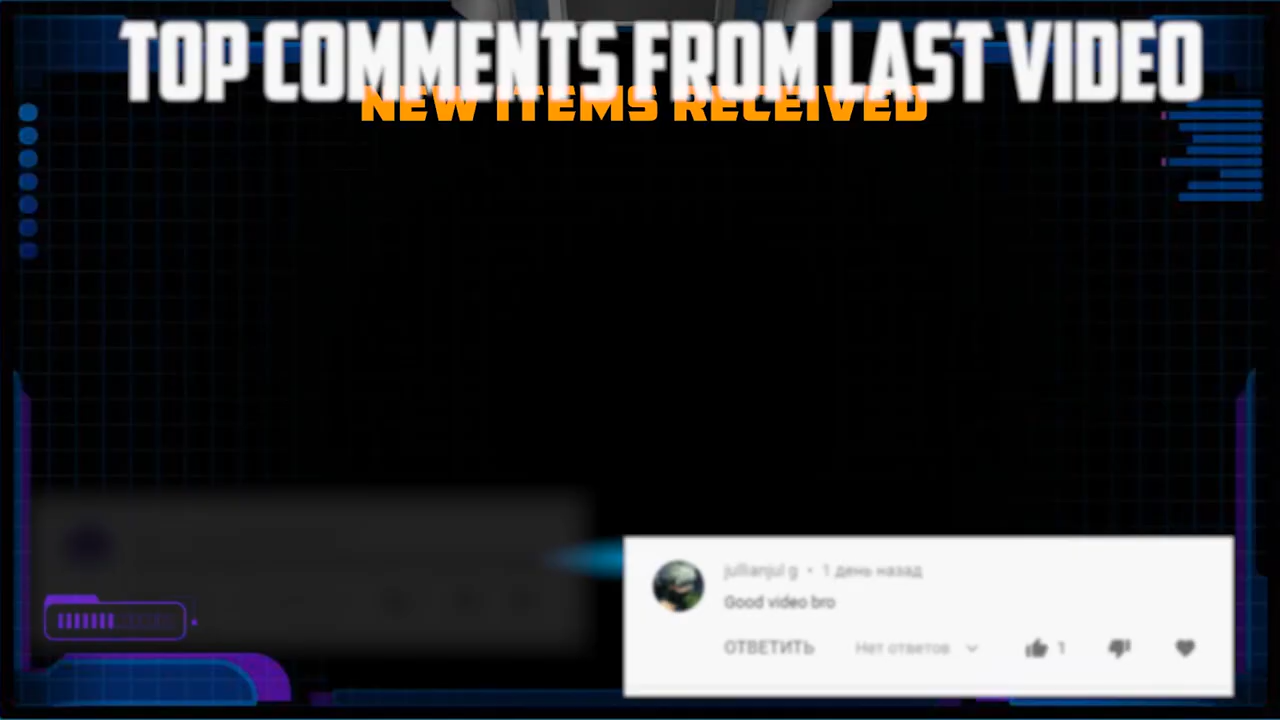 TOP COMMENTS FROM LAST VIDEO
NEW ITEMS RECEIVED
jullianjul g • 1 день назад
Good video bro
ОТВЕТИТЬ Нет ответов 1